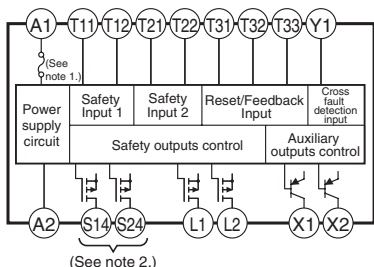 A1 T11 T12 T21 T22 T31 T32 T33 Y1
(See
note 1.)
Power
supply
circuit
Safety
Input 1
Safety
Input 2
Reset/Feedback
Input
Cross
fault
detection
input
Safety outputs control
Auxiliary
outputs control
A2 S14 S24 L1 L2 X1 X2
(See note 2.)